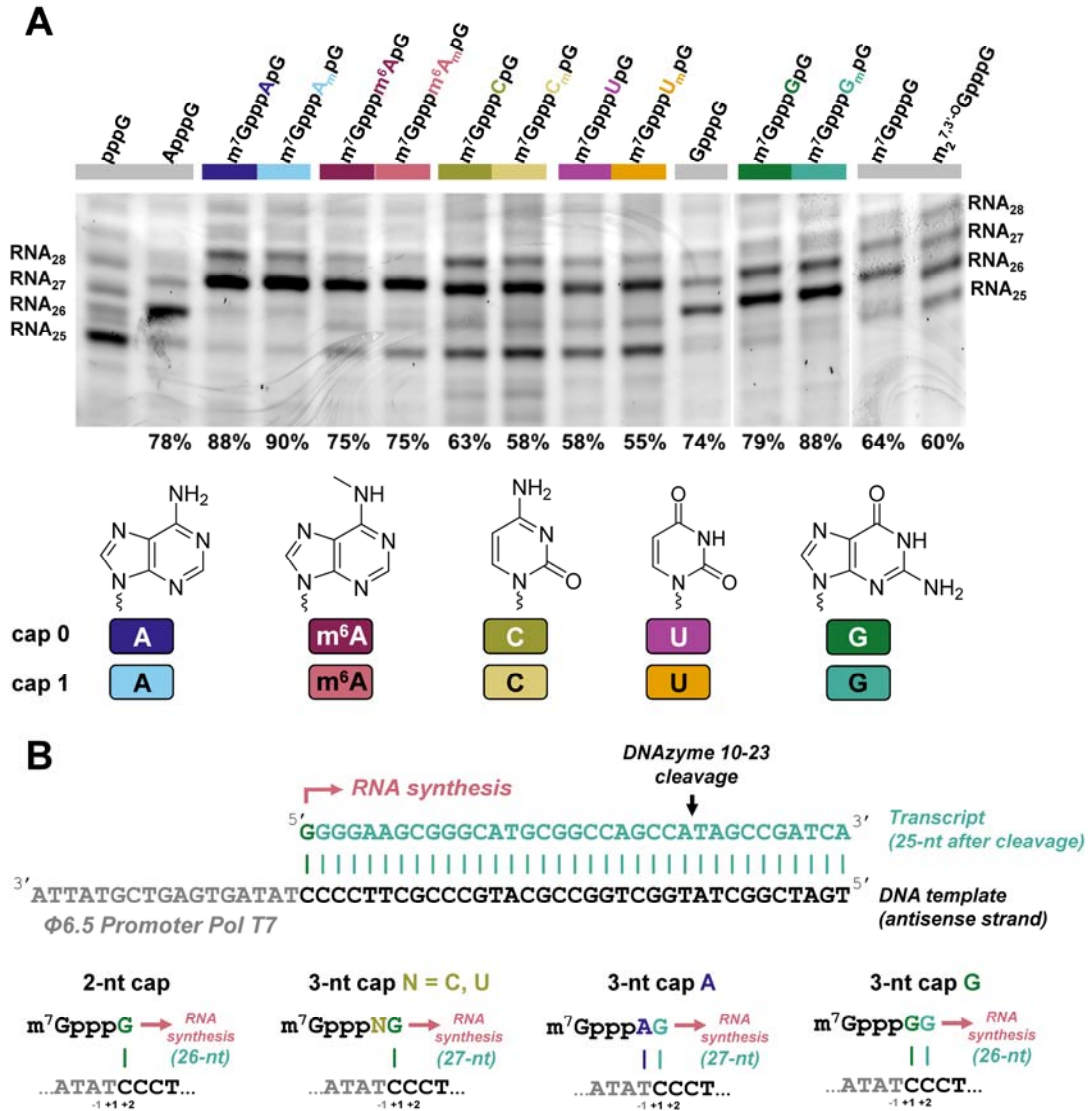 A
pppG
ApppG
m⁷GpppApG
m⁷GpppAₘpG
m⁷Gpppm⁶ApG
m⁷Gpppm⁶AₘpG
m⁷GpppCpG
m⁷GpppCₘpG
m⁷GpppUpG
m⁷GpppUₘpG
GpppG
m⁷GpppGpG
m⁷GpppGₘpG
m⁷GpppG
m₂⁷,³'⁻ᴼGpppG
RNA₂₈
RNA₂₇
RNA₂₆
RNA₂₅
RNA₂₈
RNA₂₇
RNA₂₆
RNA₂₅
78% 88% 90% 75% 75% 63% 58% 58% 55% 74% 79% 88% 64% 60%
NH₂ N N N N
NH N N N N
NH₂ N N O
O NH N O
O N NH N N NH₂
cap 0 A m⁶A C U G
cap 1 A m⁶A C U G
B
DNAzyme 10-23
cleavage
RNA synthesis
5' GGGGAAGCGGGCATGCGGCCAGCCATAGCCGATCA 3'
Transcript
(25-nt after cleavage)
3' ATTATGCTGAGTGATATCCCCTTCGCCCGTACGCCGGTCGGTATCGGCTAGT 5'
DNA template
(antisense strand)
Φ6.5 Promoter Pol T7
2-nt cap
m⁷GpppG RNA synthesis
(26-nt)
...ATATCCCT...
-1 +1 +2
3-nt cap N = C, U
m⁷GpppNG RNA synthesis
(27-nt)
...ATATCCCT...
-1 +1 +2
3-nt cap A
m⁷GpppAG RNA synthesis
(27-nt)
...ATATCCCT...
-1 +1 +2
3-nt cap G
m⁷GpppGG RNA synthesis
(26-nt)
...ATATCCCT...
-1 +1 +2